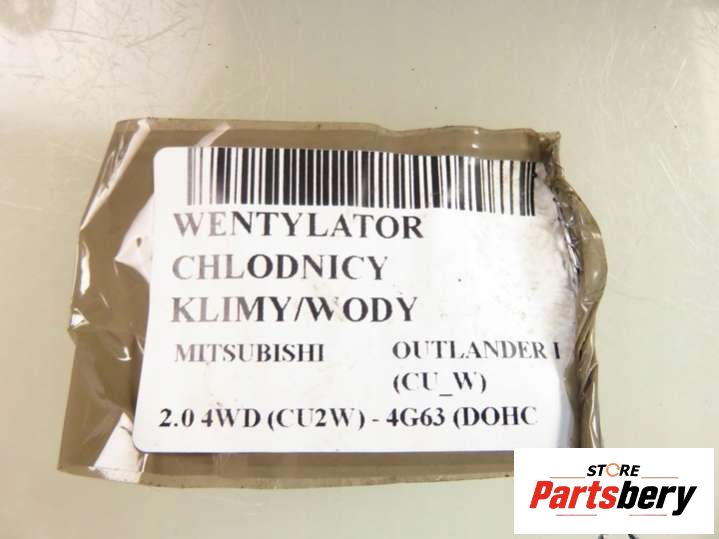 WENTYLATOR
CHLODNICY
KLIMY/WODY
MITSUBISHI OUTLANDER I
(CU_W)
2.0 4WD (CU2W) - 4G63 (DOHC
STORE
Partsbery